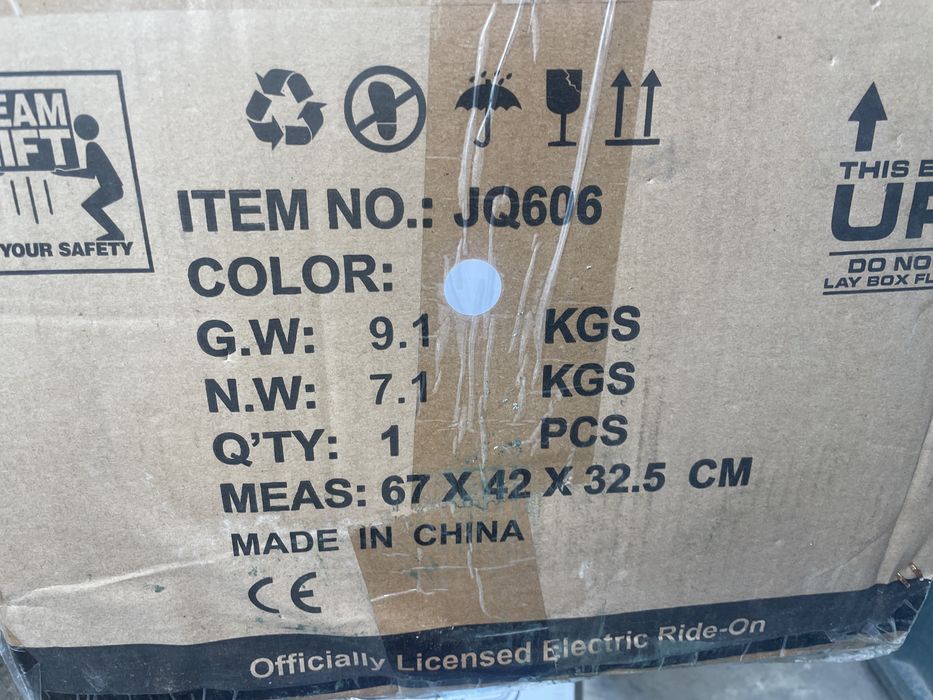 EAM
IFT
YOUR SAFETY
ITEM NO.: JQ606
COLOR:
G.W: 9.1 KGS
N.W: 7.1 KGS
Q'TY: 1 PCS
MEAS: 67 X 42 X 32.5 CM
MADE IN CHINA
CE
THIS E
UP
DO NO
LAY BOX FL
Officially Licensed Electric Ride-On